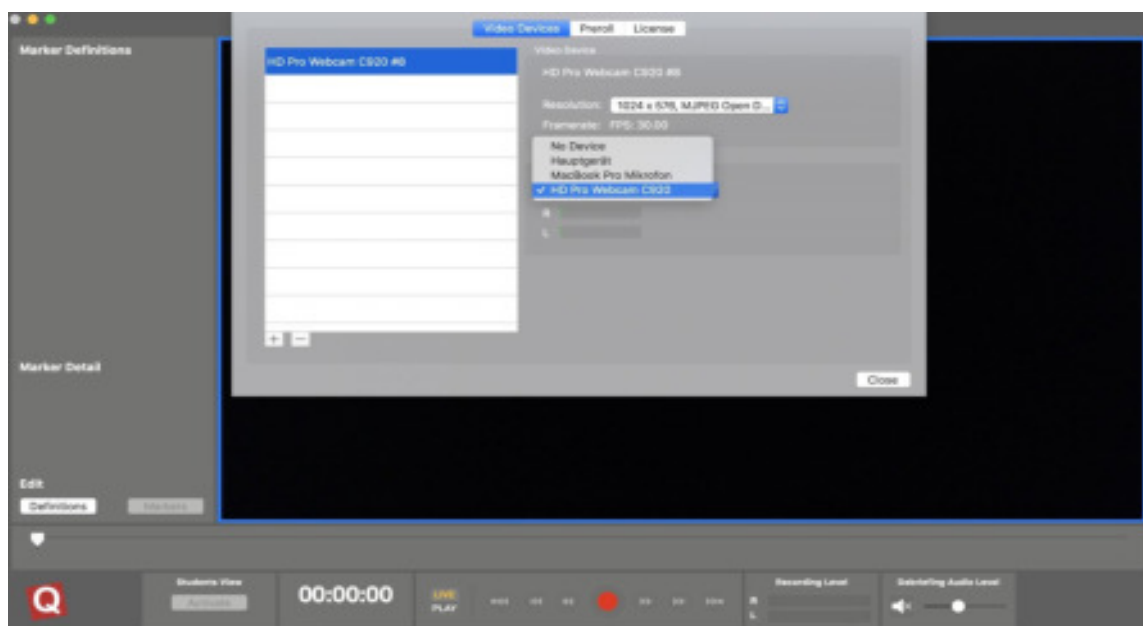 Video Devices Preroll License
Marker Definitions
Video Device
HD Pro Webcam C920 #8
HD Pro Webcam C920 #8
Resolution: 1024 x 576, MJPEG Open D...
Framerate: FPS: 30.00
No Device
Hauptgerät
MacBook Pro Mikrofon
✓ HD Pro Webcam C920
R
L
+ −
Marker Detail
Close
Edit
Definitions Markers
Students View
Activate
Q
00:00:00
LIVE
PLAY
Recording Level
R
L
Debriefing Audio Level